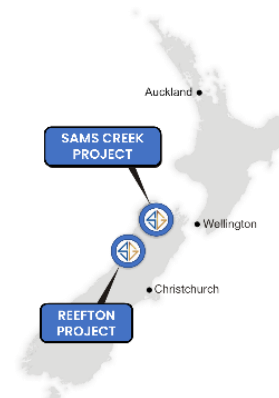 Auckland
SAMS CREEK
PROJECT
Wellington
Christchurch
REEFTON
PROJECT